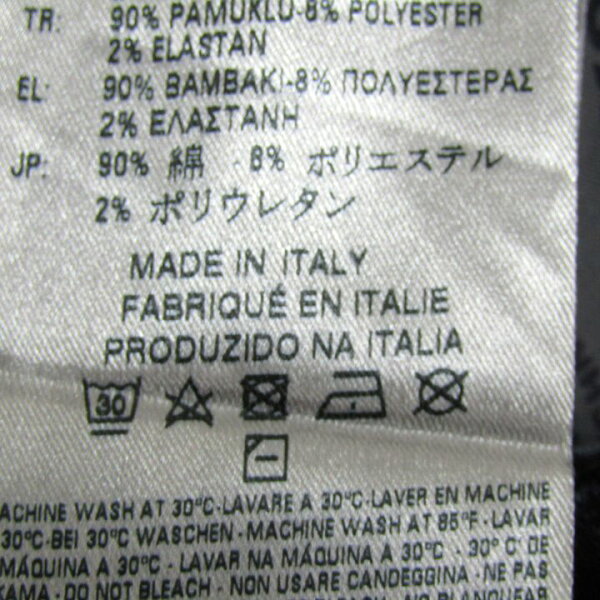 TR: 90% PAMUKLU-8% POLYESTER
2% ELASTAN
EL: 90% BAMBAKI-8% ΠΟΛΥΕΣΤΕΡΑΣ
2% ΕΛΑΣΤΑΝΗ
JP: 90% 綿 - 8% ポリエステル
2% ポリウレタン
MADE IN ITALY
FABRIQUÉ EN ITALIE
PRODUZIDO NA ITALIA
30
ACHINE WASH AT 30°C-LAVARE A 30°C-LAVER EN MACHINE
30°C-BEI 30°C WASCHEN - MACHINE WASH AT 85°F - LAVAR
MÁQUINA A 30°C - LAVAR NA MÁQUINA A 30°C - 30° C'DE
KAMA - DO NOT BLEACH - NON USARE CANDEGGINA - NE PAS